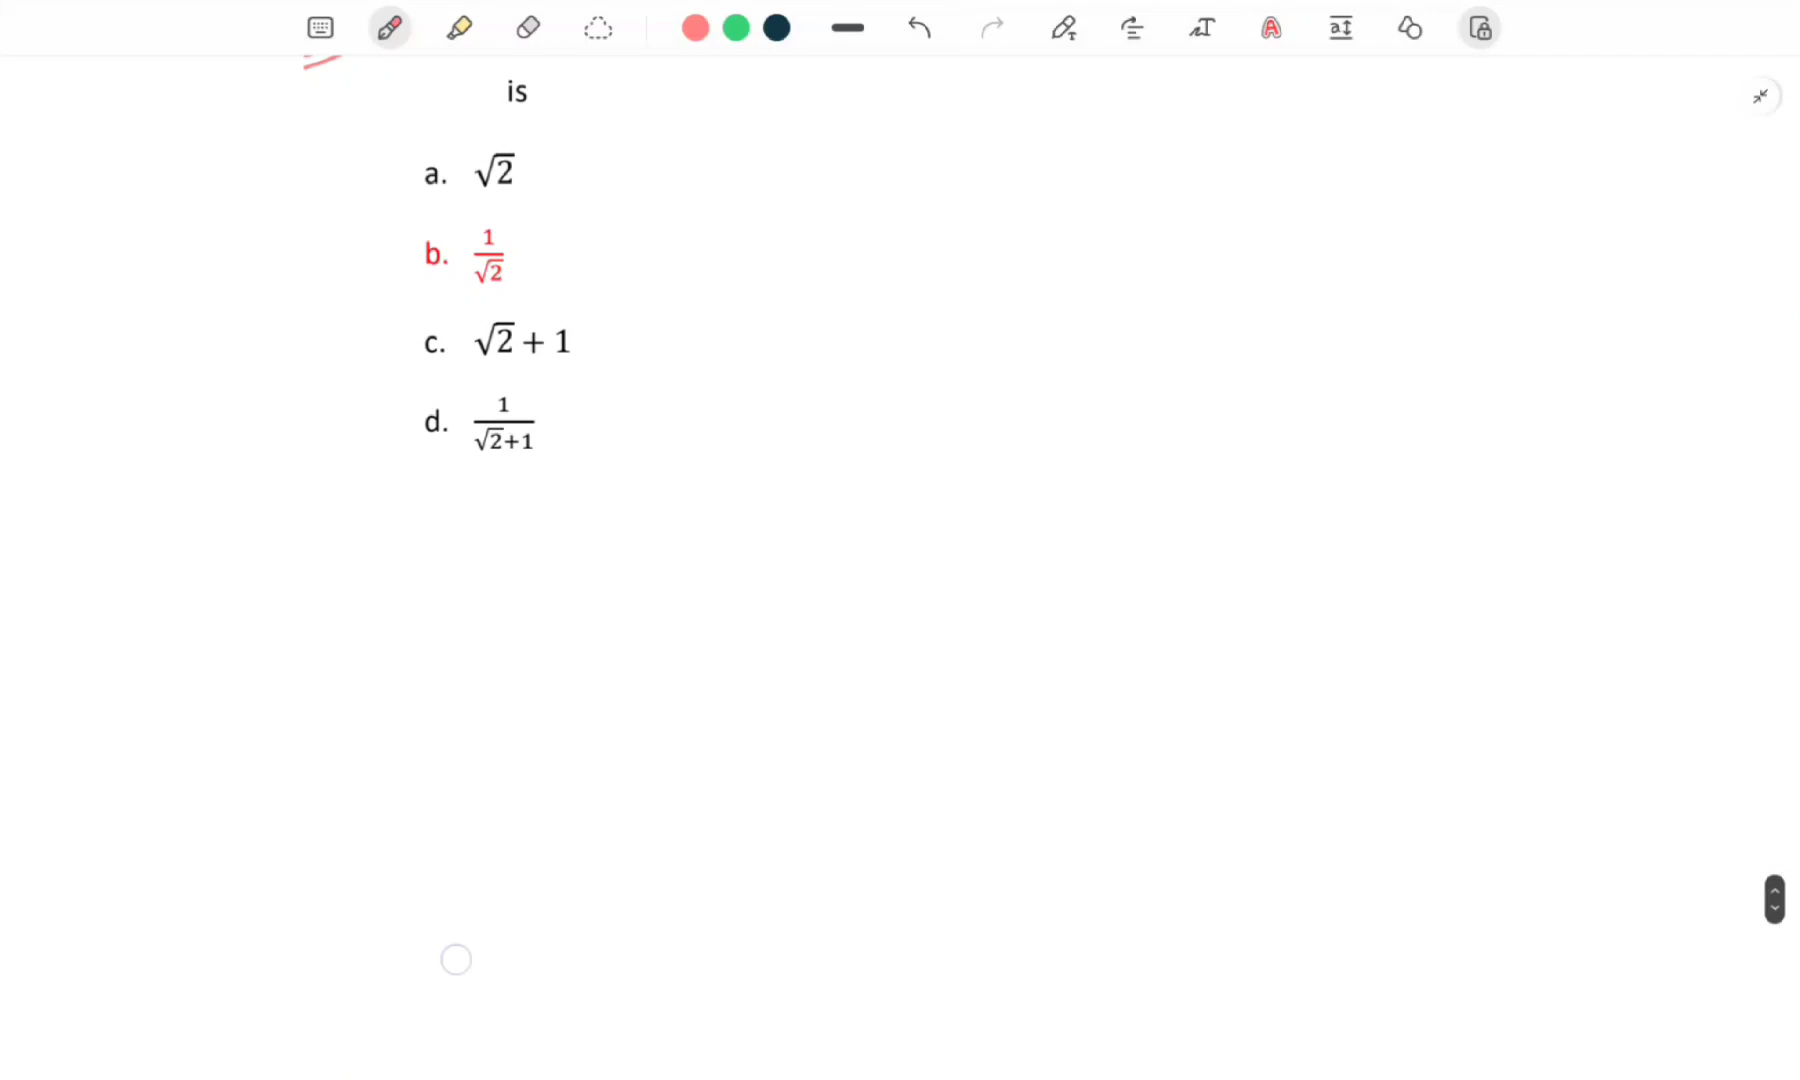 is
a. √2
b. 1/√2
c. √2 + 1
d. 1/(√2+1)